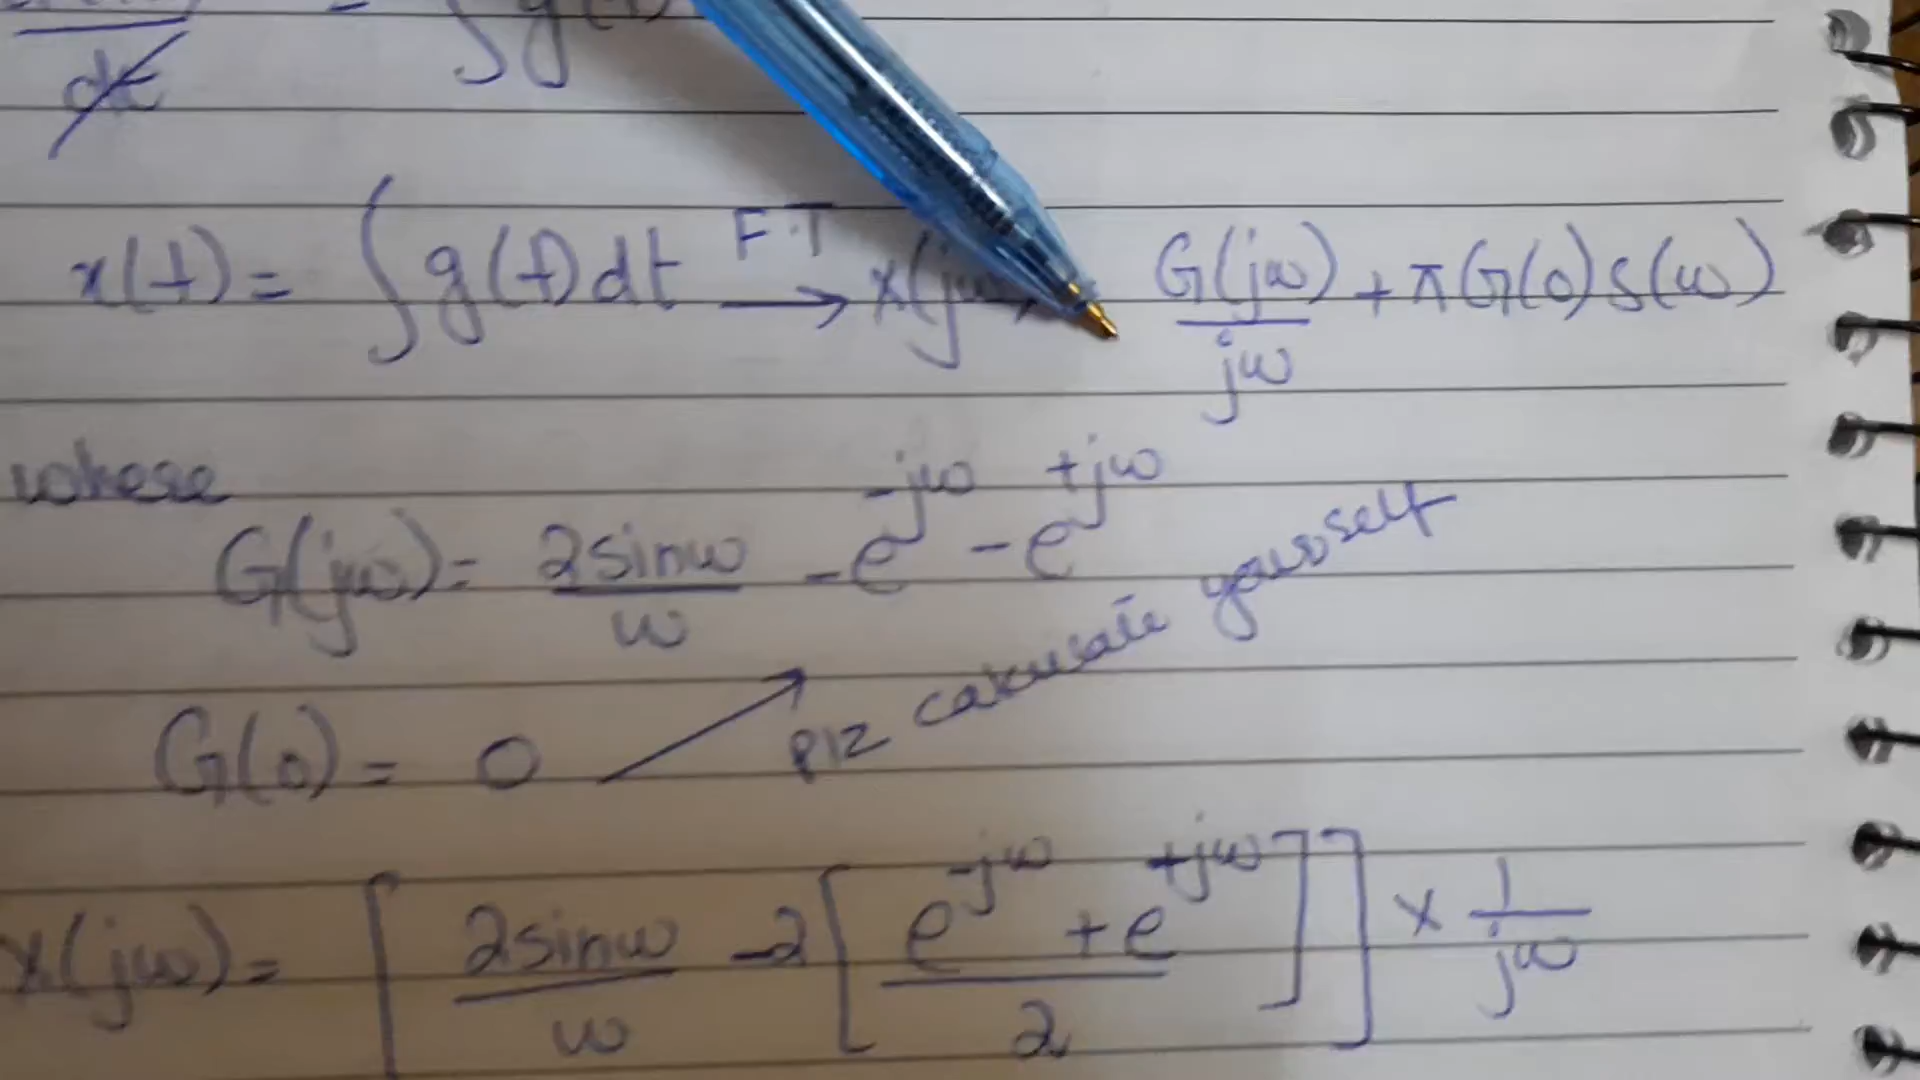 dt
x(t) = ∫ g(t) dt F.T → x(jω G(jω)/jω + π G(0) δ(ω)
where
G(jω) = 2sinω/ω - e^-jω - e^+jω
G(0) = 0 → plz calculate yourself
x(jω) = [ 2sinω/ω - 2 [ e^-jω + e^+jω / 2 ] ] × 1/jω